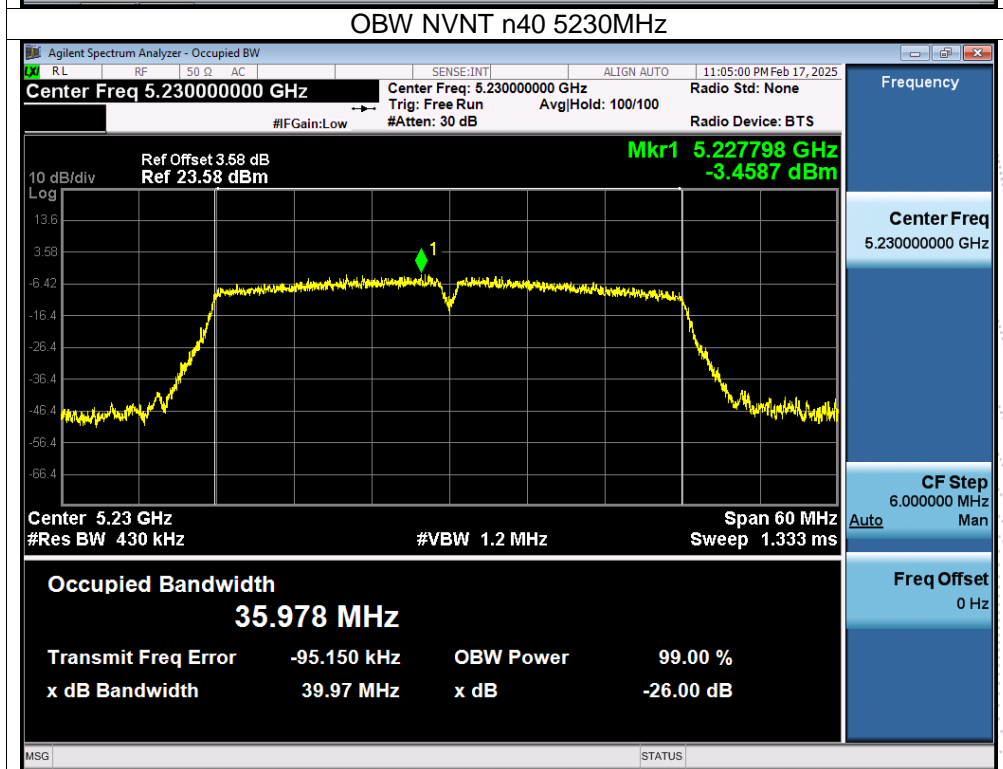 OBW NVNT n40 5230MHz
Agilent Spectrum Analyzer - Occupied BW
LXI RL RF 50 Ω AC SENSE:INT ALIGN AUTO 11:05:00 PM Feb 17, 2025
Center Freq 5.230000000 GHz
Center Freq: 5.230000000 GHz Radio Std: None
Trig: Free Run Avg|Hold: 100/100
#IFGain:Low #Atten: 30 dB Radio Device: BTS
Frequency
Mkr1 5.227798 GHz
-3.4587 dBm
Ref Offset 3.58 dB
10 dB/div Ref 23.58 dBm
Log
13.6
3.58
-6.42
-16.4
-26.4
-36.4
-46.4
-56.4
-66.4
1
Center Freq
5.230000000 GHz
CF Step
6.000000 MHz
Auto Man
Freq Offset
0 Hz
Center 5.23 GHz Span 60 MHz
#Res BW 430 kHz #VBW 1.2 MHz Sweep 1.333 ms
Occupied Bandwidth
35.978 MHz
Transmit Freq Error -95.150 kHz OBW Power 99.00 %
x dB Bandwidth 39.97 MHz x dB -26.00 dB
MSG STATUS